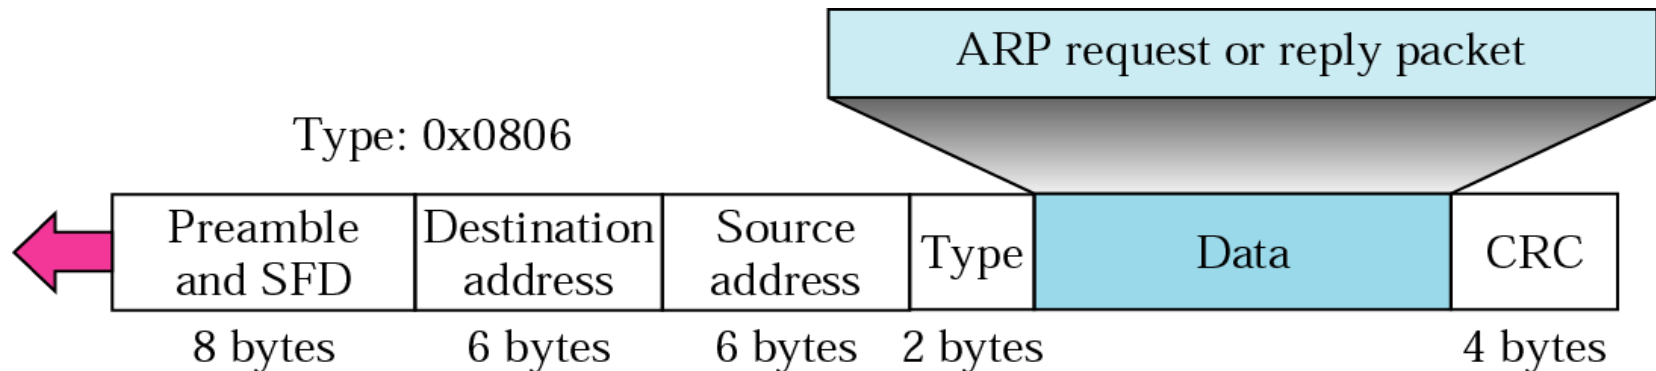 ARP request or reply packet
Type: 0x0806
Preamble
and SFD
Destination
address
Source
address
Type
Data
CRC
8 bytes
6 bytes
6 bytes
2 bytes
4 bytes